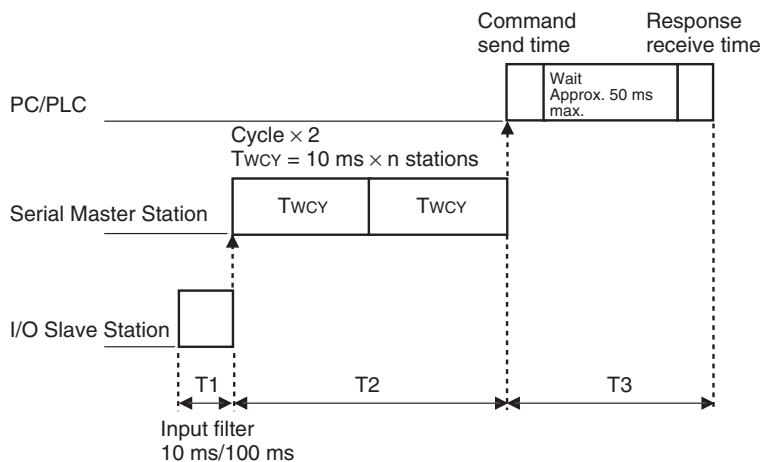 Command
send time
Response
receive time
PC/PLC
Wait
Approx. 50 ms
max.
Cycle × 2
TWCY = 10 ms × n stations
Serial Master Station
TWCY
TWCY
I/O Slave Station
T1
T2
T3
Input filter
10 ms/100 ms